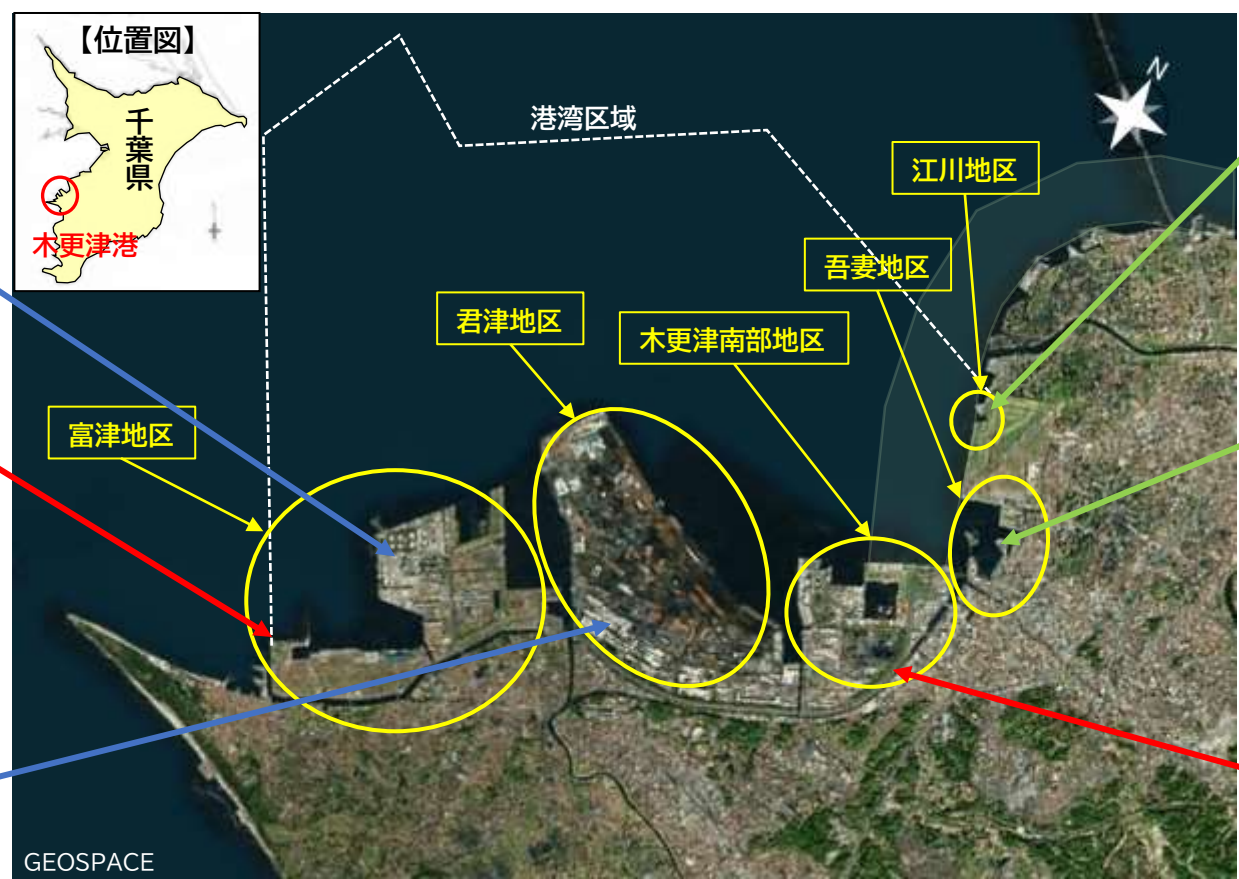 【位置図】
千葉県
木更津港
港湾区域
N
江川地区
吾妻地区
君津地区
木更津南部地区
富津地区
GEOSPACE